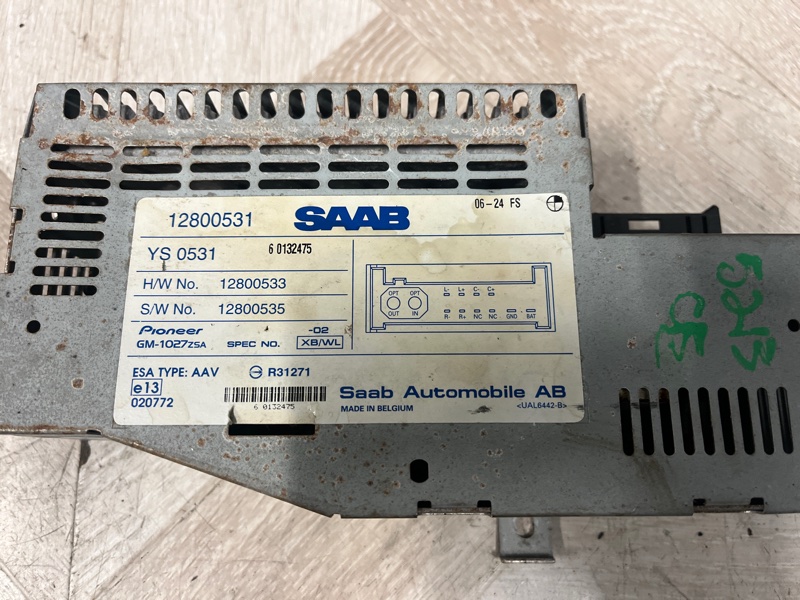 12800531 SAAB 06-24 FS
YS 0531 6 0132475
H/W No. 12800533
S/W No. 12800535
Pioneer -02
GM-1027ZSA SPEC NO. XB/WL
OPT OPT L- L+ C- C+
OUT IN R- R+ NC NC GND BAT
ESA TYPE: AAV R31271
e13
020772
6 0132475
Saab Automobile AB
MADE IN BELGIUM <UAL6442-B>